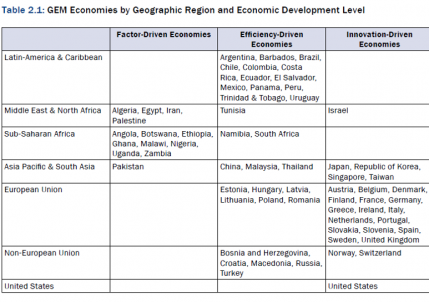 Table 2.1: GEM Economies by Geographic Region and Economic Development Level
Factor-Driven Economies
Efficiency-Driven
Economies
Innovation-Driven
Economies
Latin-America & Caribbean
Argentina, Barbados, Brazil,
Chile, Colombia, Costa
Rica, Ecuador, El Salvador,
Mexico, Panama, Peru,
Trinidad & Tobago, Uruguay
Middle East & North Africa
Algeria, Egypt, Iran,
Palestine
Tunisia
Israel
Sub-Saharan Africa
Angola, Botswana, Ethiopia,
Ghana, Malawi, Nigeria,
Uganda, Zambia
Namibia, South Africa
Asia Pacific & South Asia
Pakistan
China, Malaysia, Thailand
Japan, Republic of Korea,
Singapore, Taiwan
European Union
Estonia, Hungary, Latvia,
Lithuania, Poland, Romania
Austria, Belgium, Denmark,
Finland, France, Germany,
Greece, Ireland, Italy,
Netherlands, Portugal,
Slovakia, Slovenia, Spain,
Sweden, United Kingdom
Non-European Union
Bosnia and Herzegovina,
Croatia, Macedonia, Russia,
Turkey
Norway, Switzerland
United States